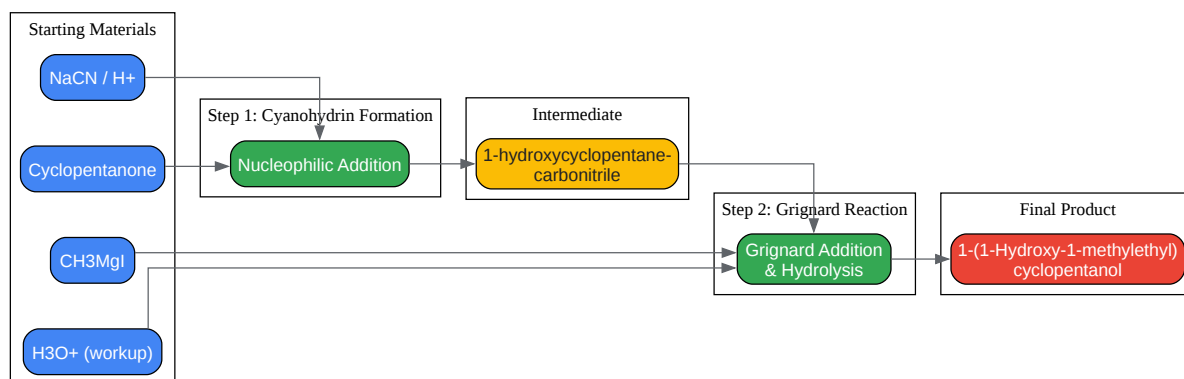 Starting Materials
NaCN / H+
Cyclopentanone
CH3MgI
H3O+ (workup)
Step 1: Cyanohydrin Formation
Nucleophilic Addition
Intermediate
1-hydroxycyclopentane-
carbonitrile
Step 2: Grignard Reaction
Grignard Addition
& Hydrolysis
Final Product
1-(1-Hydroxy-1-methylethyl)
cyclopentanol